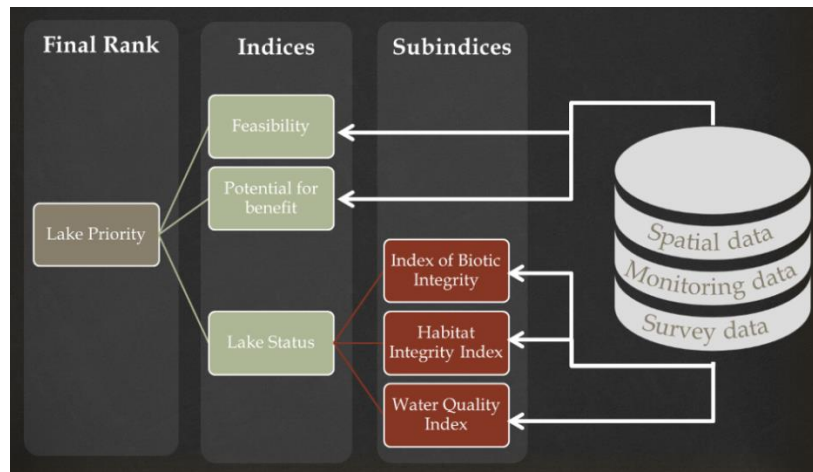 Final Rank
Indices
Subindices
Feasibility
Potential for
benefit
Lake Priority
Lake Status
Index of Biotic
Integrity
Habitat
Integrity Index
Water Quality
Index
Spatial data
Monitoring data
Survey data